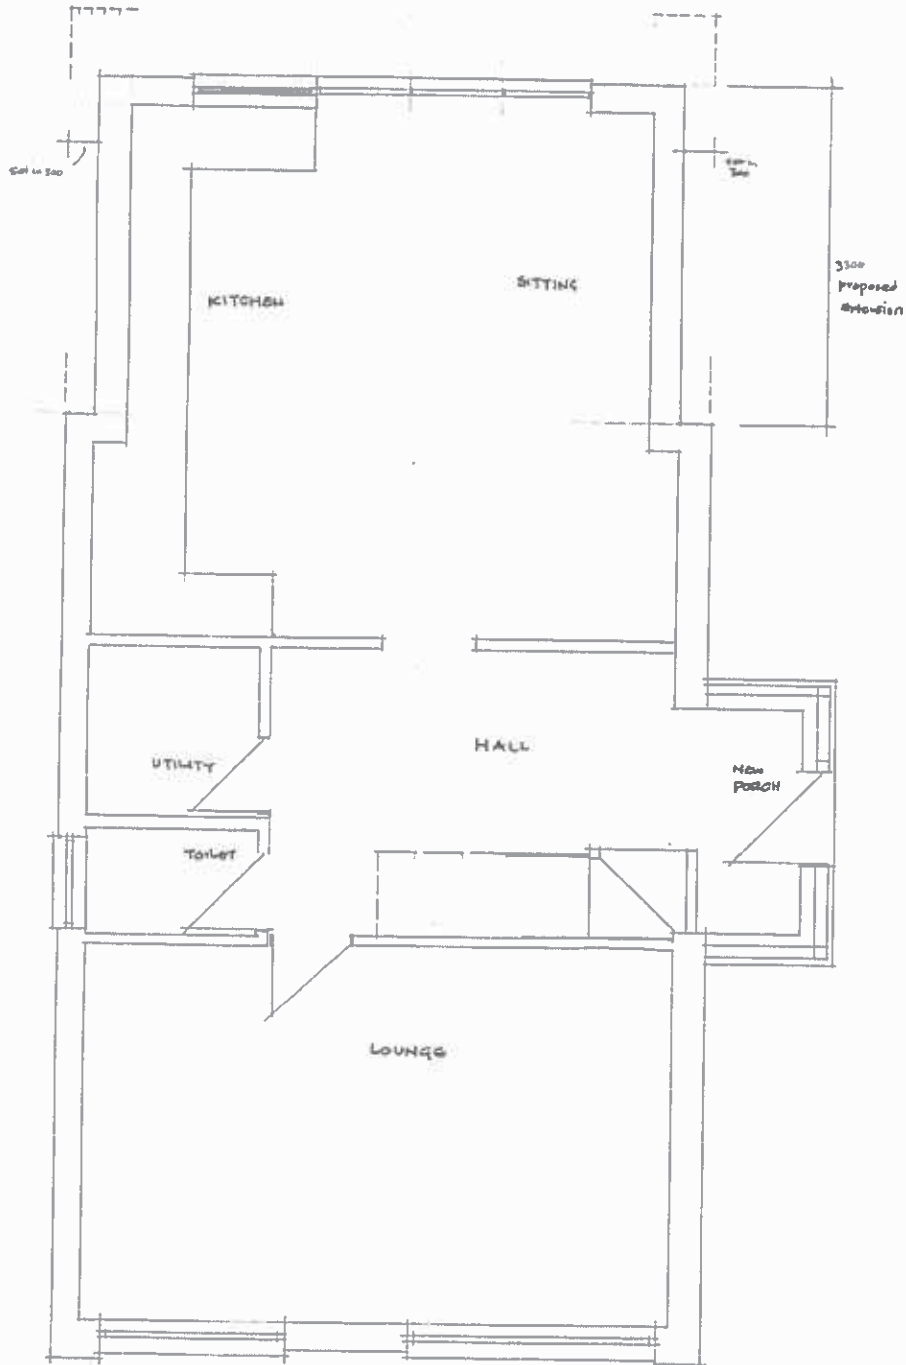 KITCHEN
SITTING
3300
proposed
extension
UTILITY
HALL
NEW
PORCH
TOILET
LOUNGE